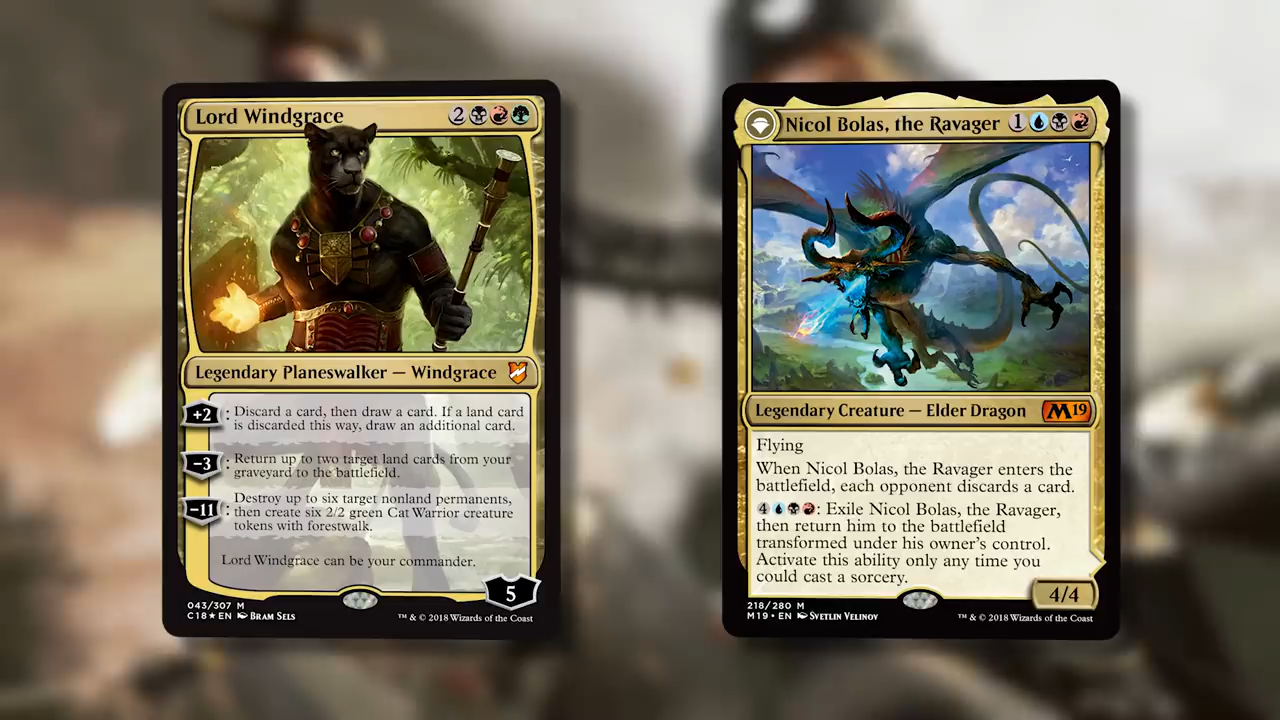 Lord Windgrace 2
Legendary Planeswalker — Windgrace
+2: Discard a card, then draw a card. If a land card
is discarded this way, draw an additional card.
−3: Return up to two target land cards from your
graveyard to the battlefield.
−11: Destroy up to six target nonland permanents,
then create six 2/2 green Cat Warrior creature
tokens with forestwalk.
Lord Windgrace can be your commander.
5
043/307 M
C18★EN Bram Sels
™ & © 2018 Wizards of the Coast
Nicol Bolas, the Ravager 1
Legendary Creature — Elder Dragon M19
Flying
When Nicol Bolas, the Ravager enters the
battlefield, each opponent discards a card.
4: Exile Nicol Bolas, the Ravager,
then return him to the battlefield
transformed under his owner's control.
Activate this ability only any time you
could cast a sorcery.
4/4
218/280 M
M19 • EN Svetlin Velinov
™ & © 2018 Wizards of the Coast